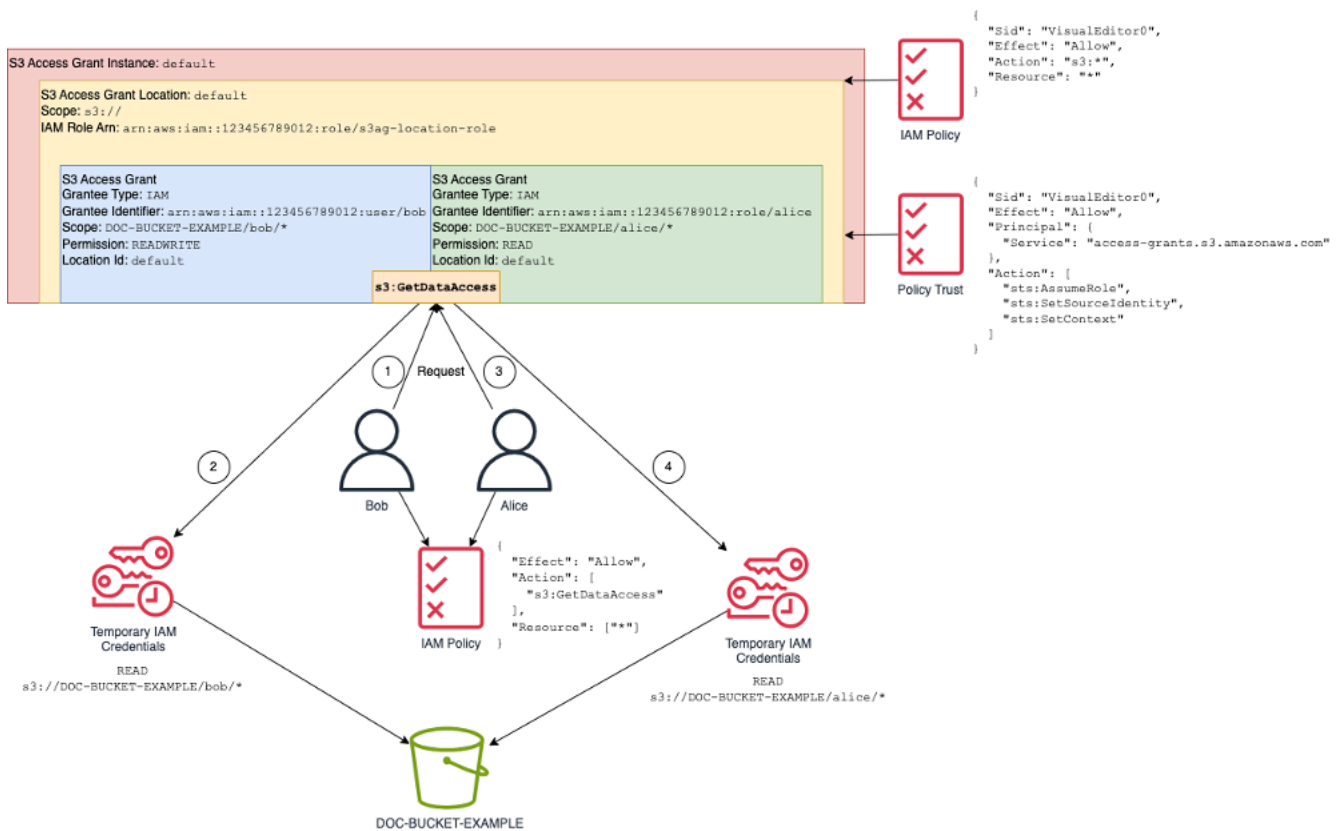 S3 Access Grant Instance: default
S3 Access Grant Location: default
Scope: s3://
IAM Role Arn: arn:aws:iam::123456789012:role/s3ag-location-role
S3 Access Grant
Grantee Type: IAM
Grantee Identifier: arn:aws:iam::123456789012:user/bob
Scope: DOC-BUCKET-EXAMPLE/bob/*
Permission: READWRITE
Location Id: default
S3 Access Grant
Grantee Type: IAM
Grantee Identifier: arn:aws:iam::123456789012:role/alice
Scope: DOC-BUCKET-EXAMPLE/alice/*
Permission: READ
Location Id: default
s3:GetDataAccess
{
"Sid": "VisualEditor0",
"Effect": "Allow",
"Action": "s3:*",
"Resource": "*"
}
IAM Policy
{
"Sid": "VisualEditor0",
"Effect": "Allow",
"Principal": {
"Service": "access-grants.s3.amazonaws.com"
},
"Action": [
"sts:AssumeRole",
"sts:SetSourceIdentity",
"sts:SetContext"
]
}
Policy Trust
1
Request
3
2
4
Bob
Alice
{
"Effect": "Allow",
"Action": [
"s3:GetDataAccess"
],
"Resource": ["*"]
}
IAM Policy
Temporary IAM
Credentials
READ
s3://DOC-BUCKET-EXAMPLE/bob/*
Temporary IAM
Credentials
READ
s3://DOC-BUCKET-EXAMPLE/alice/*
DOC-BUCKET-EXAMPLE